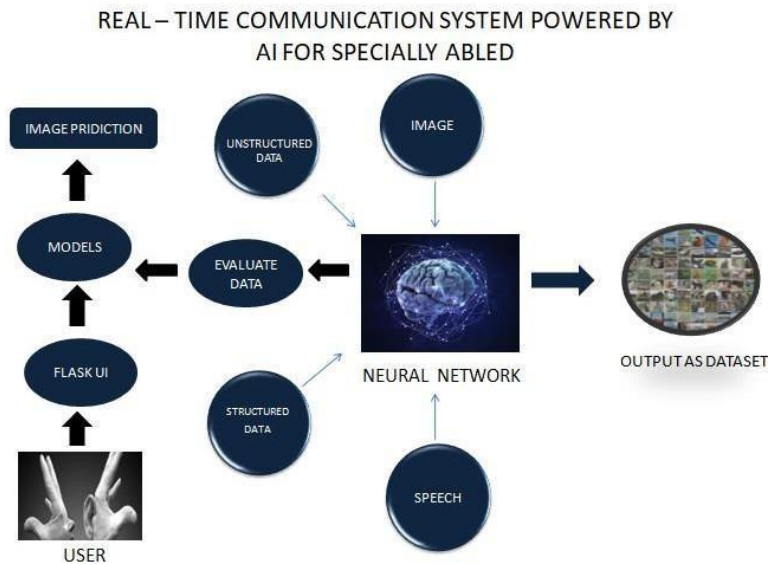 REAL – TIME COMMUNICATION SYSTEM POWERED BY
AI FOR SPECIALLY ABLED
IMAGE PRIDICTION
UNSTRUCTURED
DATA
IMAGE
MODELS
EVALUATE
DATA
FLASK UI
NEURAL NETWORK
OUTPUT AS DATASET
STRUCTURED
DATA
SPEECH
USER